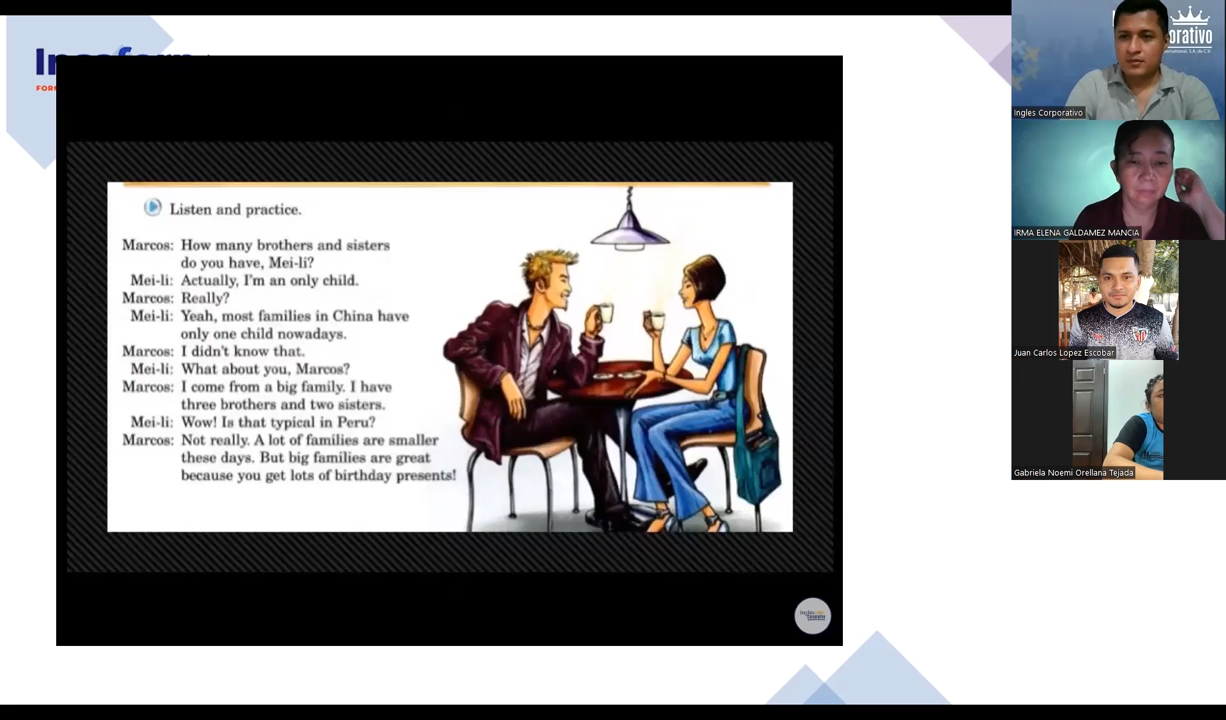 Listen and practice.
Marcos: How many brothers and sisters
do you have, Mei-li?
Mei-li: Actually, I'm an only child.
Marcos: Really?
Mei-li: Yeah, most families in China have
only one child nowadays.
Marcos: I didn't know that.
Mei-li: What about you, Marcos?
Marcos: I come from a big family. I have
three brothers and two sisters.
Mei-li: Wow! Is that typical in Peru?
Marcos: Not really. A lot of families are smaller
these days. But big families are great
because you get lots of birthday presents!
orativo
Ingles Corporativo
IRMA ELENA GALDAMEZ MANCIA
Juan Carlos Lopez Escobar
Gabriela Noemi Orellana Tejada